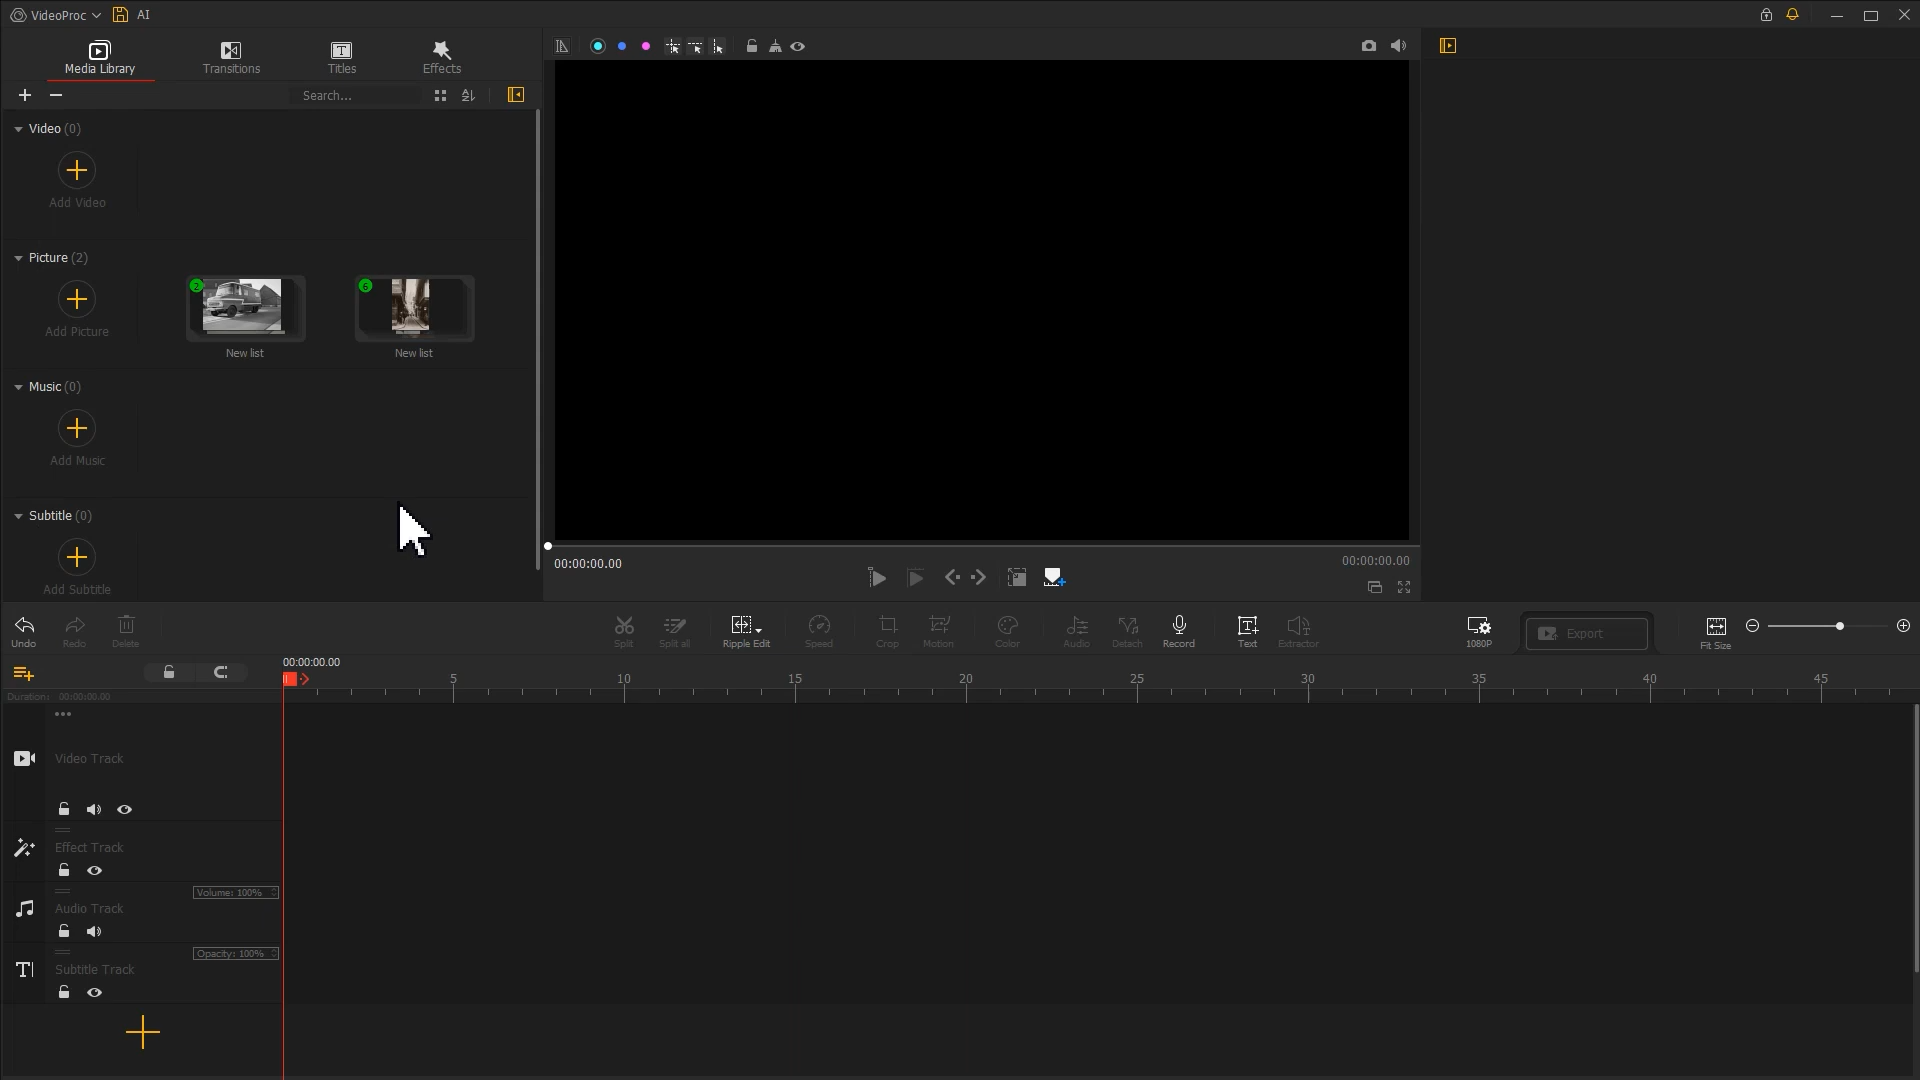 VideoProc AI
Media Library Transitions Titles Effects
Search...
Video (0)
Add Video
Picture (2)
2 6
Add Picture
New list New list
Music (0)
Add Music
Subtitle (0)
Add Subtitle
00:00:00.00 00:00:00.00
Undo Redo Delete Split Split all Ripple Edit Speed Crop Motion Color Audio Detach Record Text Extractor 1080P Export Fit Size
00:00:00.00
5 10 15 20 25 30 35 40 45
Duration: 00:00:00.00
Video Track
Effect Track
Volume: 100%
Audio Track
Opacity: 100%
Subtitle Track